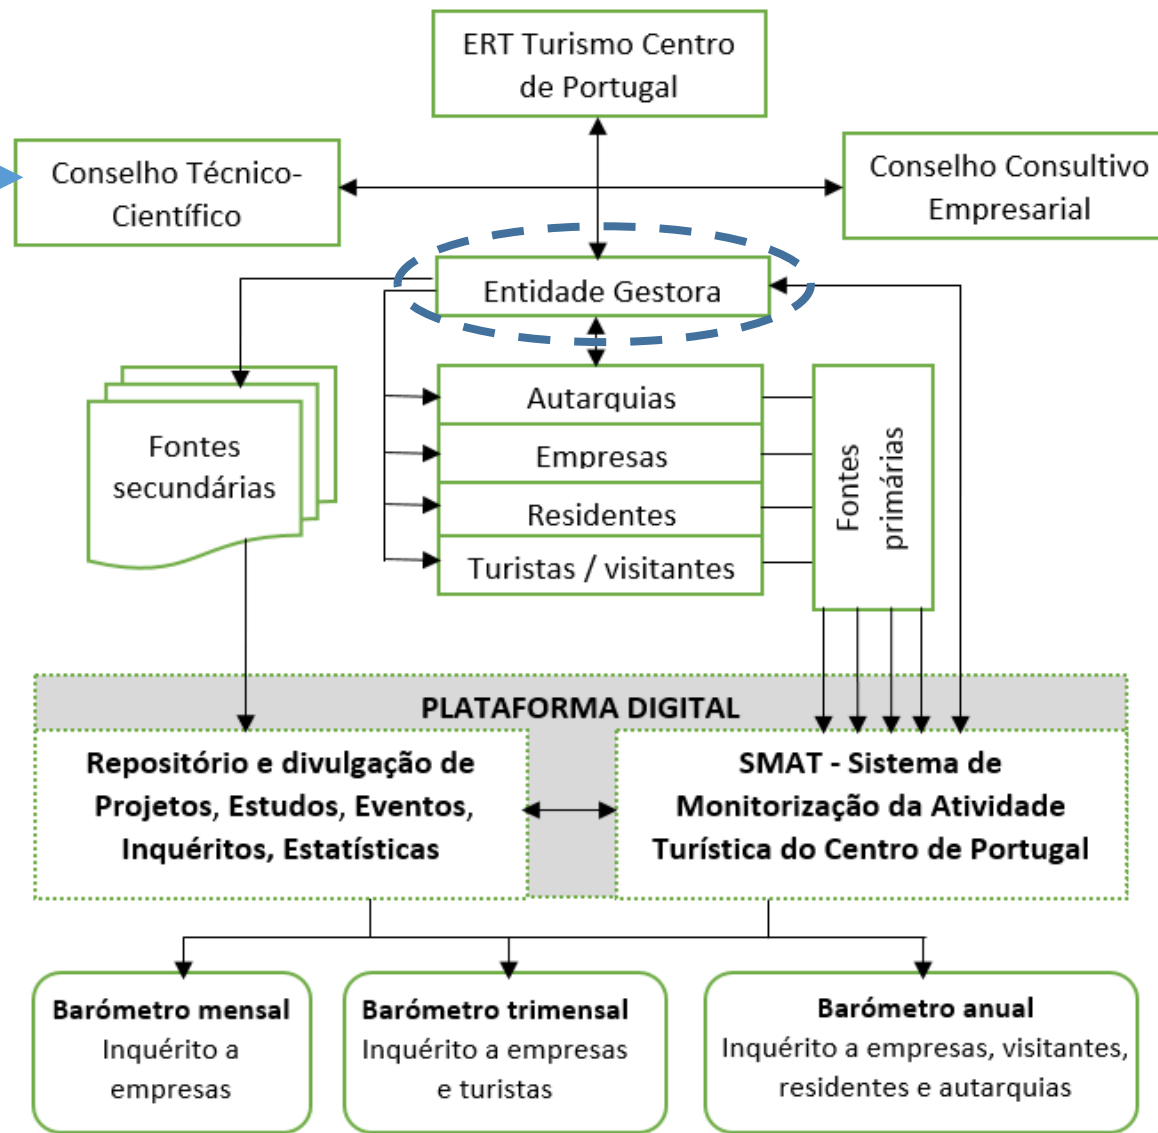 ERT Turismo Centro
de Portugal
Conselho Técnico-
Científico
Conselho Consultivo
Empresarial
Entidade Gestora
Fontes
secundárias
Autarquias
Empresas
Residentes
Turistas / visitantes
Fontes
primárias
PLATAFORMA DIGITAL
Repositório e divulgação de
Projetos, Estudos, Eventos,
Inquéritos, Estatísticas
SMAT - Sistema de
Monitorização da Atividade
Turística do Centro de Portugal
Barómetro mensal
Inquérito a
empresas
Barómetro trimensal
Inquérito a empresas
e turistas
Barómetro anual
Inquérito a empresas, visitantes,
residentes e autarquias